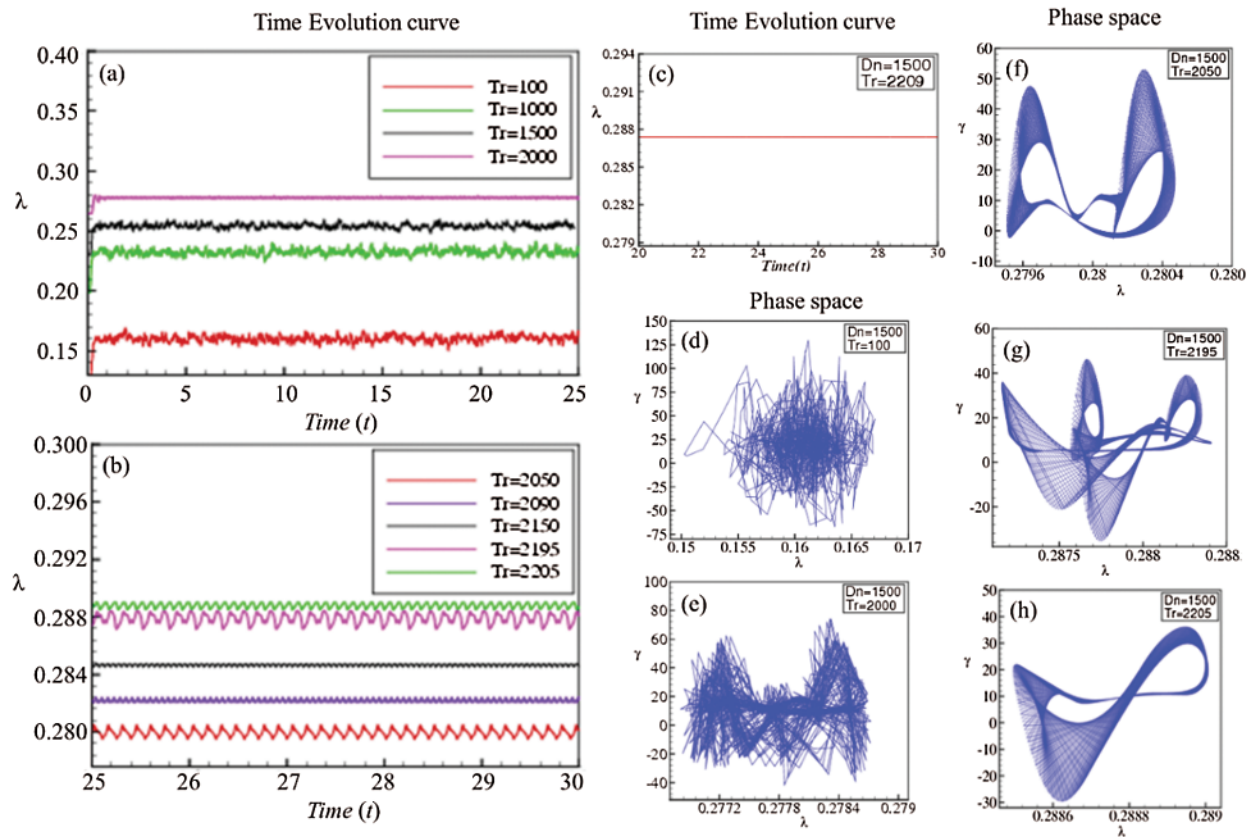 Time Evolution curve
(a)
Tr=100
Tr=1000
Tr=1500
Tr=2000
0.40
0.35
0.30
λ
0.25
0.20
0.15
0 5 10 15 20 25
Time (t)
(b)
Tr=2050
Tr=2090
Tr=2150
Tr=2195
Tr=2205
0.300
0.296
0.292
λ
0.288
0.284
0.280
25 26 27 28 29 30
Time (t)
Time Evolution curve
(c)
Dn=1500
Tr=2209
0.294
0.291
λ
0.288
0.285
0.282
0.279
20 22 24 26 28 30
Time(t)
Phase space
(d)
Dn=1500
Tr=100
150
125
100
75
γ
50
25
0
-25
-50
-75
0.15 0.155 0.16 0.165 0.17
λ
(e)
Dn=1500
Tr=2000
100
80
60
γ
40
20
0
-20
-40
0.2772 0.2778 0.2784 0.279
λ
Phase space
(f)
Dn=1500
Tr=2050
60
50
40
γ
30
20
10
0
-10
0.2796 0.28 0.2804 0.280
λ
(g)
Dn=1500
Tr=2195
60
40
γ
20
0
-20
0.2875 0.288 0.288
λ
(h)
Dn=1500
Tr=2205
50
40
30
γ
20
10
0
-10
-20
-30
0.2886 0.2888 0.289
λ